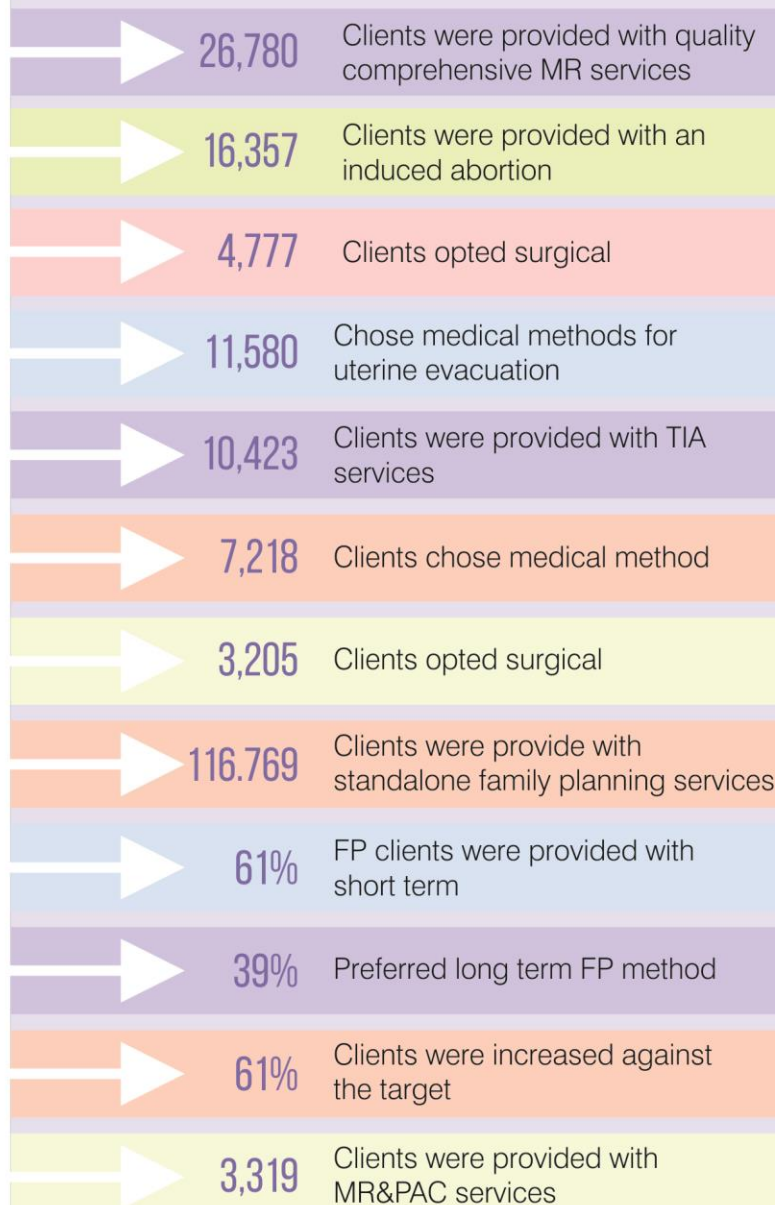 26,780 Clients were provided with quality
comprehensive MR services
16,357 Clients were provided with an
induced abortion
4,777 Clients opted surgical
11,580 Chose medical methods for
uterine evacuation
10,423 Clients were provided with TIA
services
7,218 Clients chose medical method
3,205 Clients opted surgical
116.769 Clients were provide with
standalone family planning services
61% FP clients were provided with
short term
39% Preferred long term FP method
61% Clients were increased against
the target
3,319 Clients were provided with
MR&PAC services